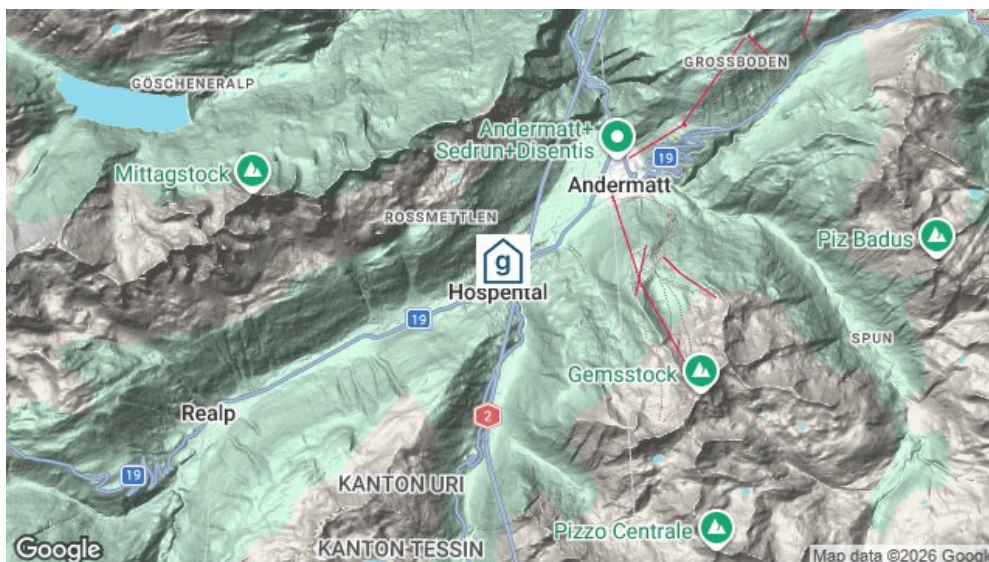 GROSSBODEN
GÖSCHENERALP
Andermatt+
Sedrun+Disentis
19
Mittagstock
Andermatt
ROSSMETTLEN
Piz Badus
g
Hospental
19
SPUN
Gemsstock
Realp
2
19
KANTON URI
Pizzo Centrale
KANTON TESSIN
Google
Map data ©2026 Google